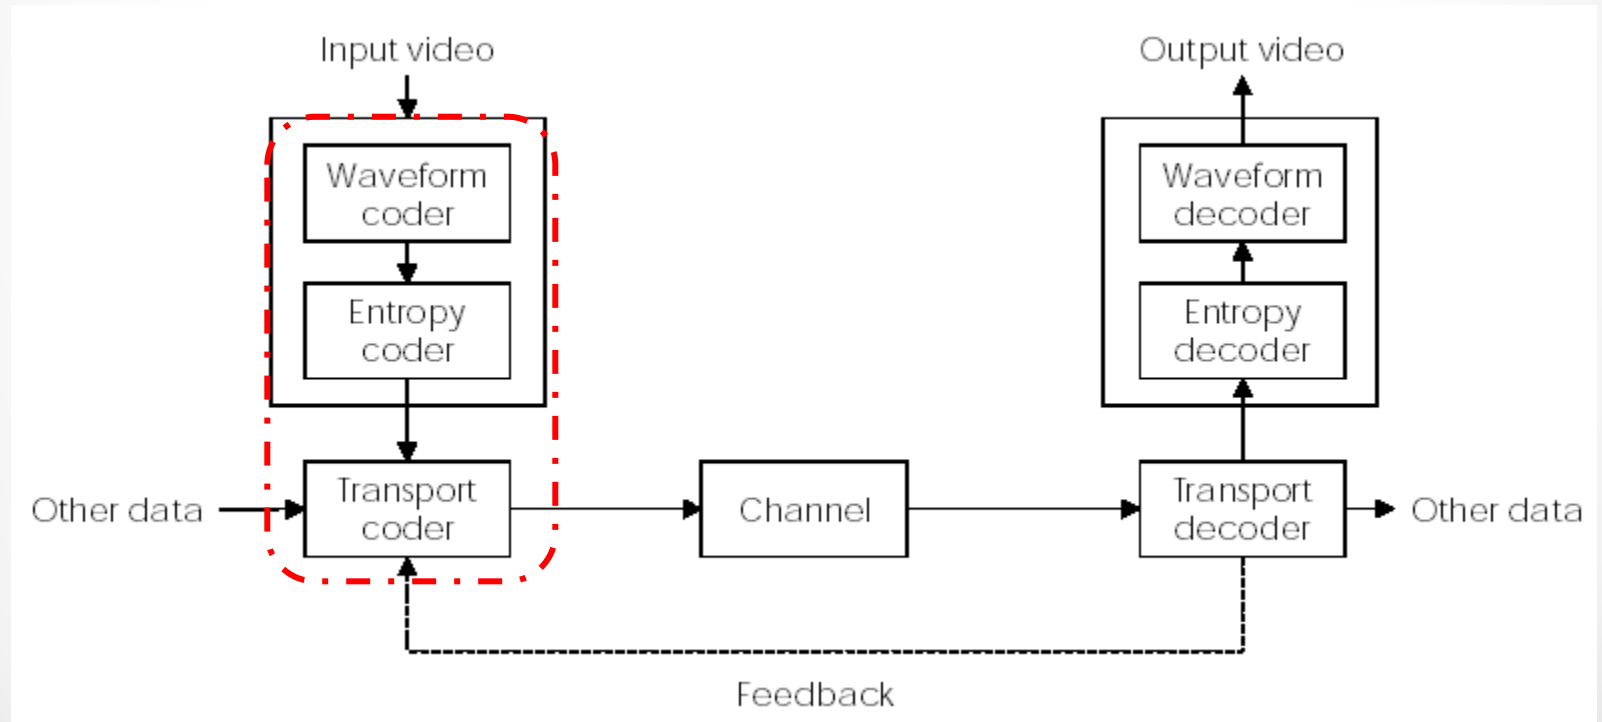 Input video
Output video
Waveform
coder
Waveform
decoder
Entropy
coder
Entropy
decoder
Other data
Transport
coder
Channel
Transport
decoder
Other data
Feedback